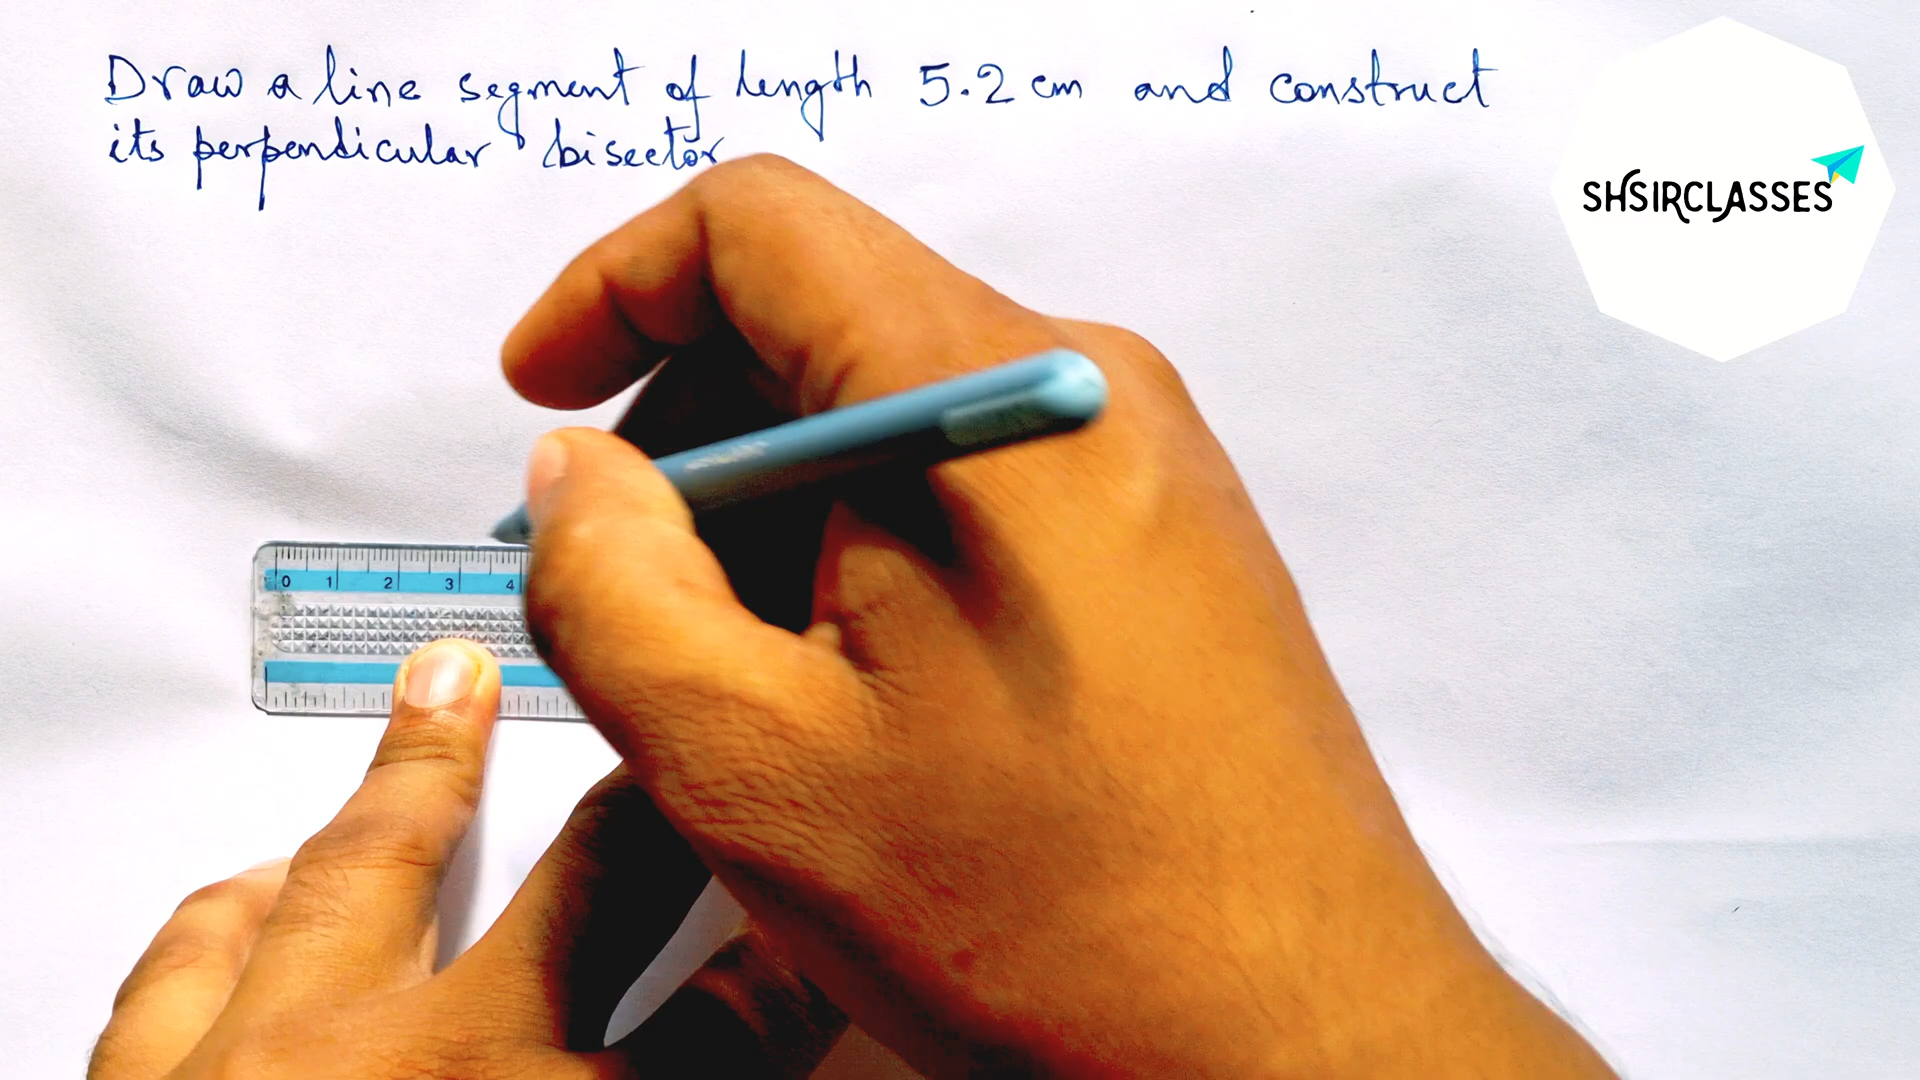 Draw a line segment of length 5.2 cm and construct
its perpendicular bisector
SHSIRCLASSES
0 1 2 3 4